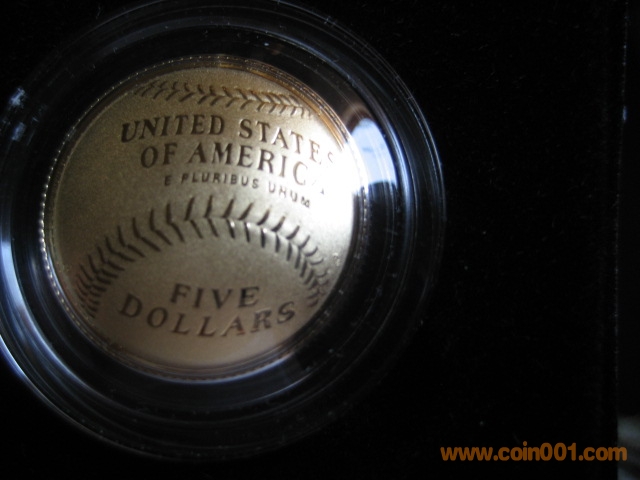 UNITED STATES
OF AMERICA
E PLURIBUS UNUM
FIVE
DOLLARS
www.coin001.com